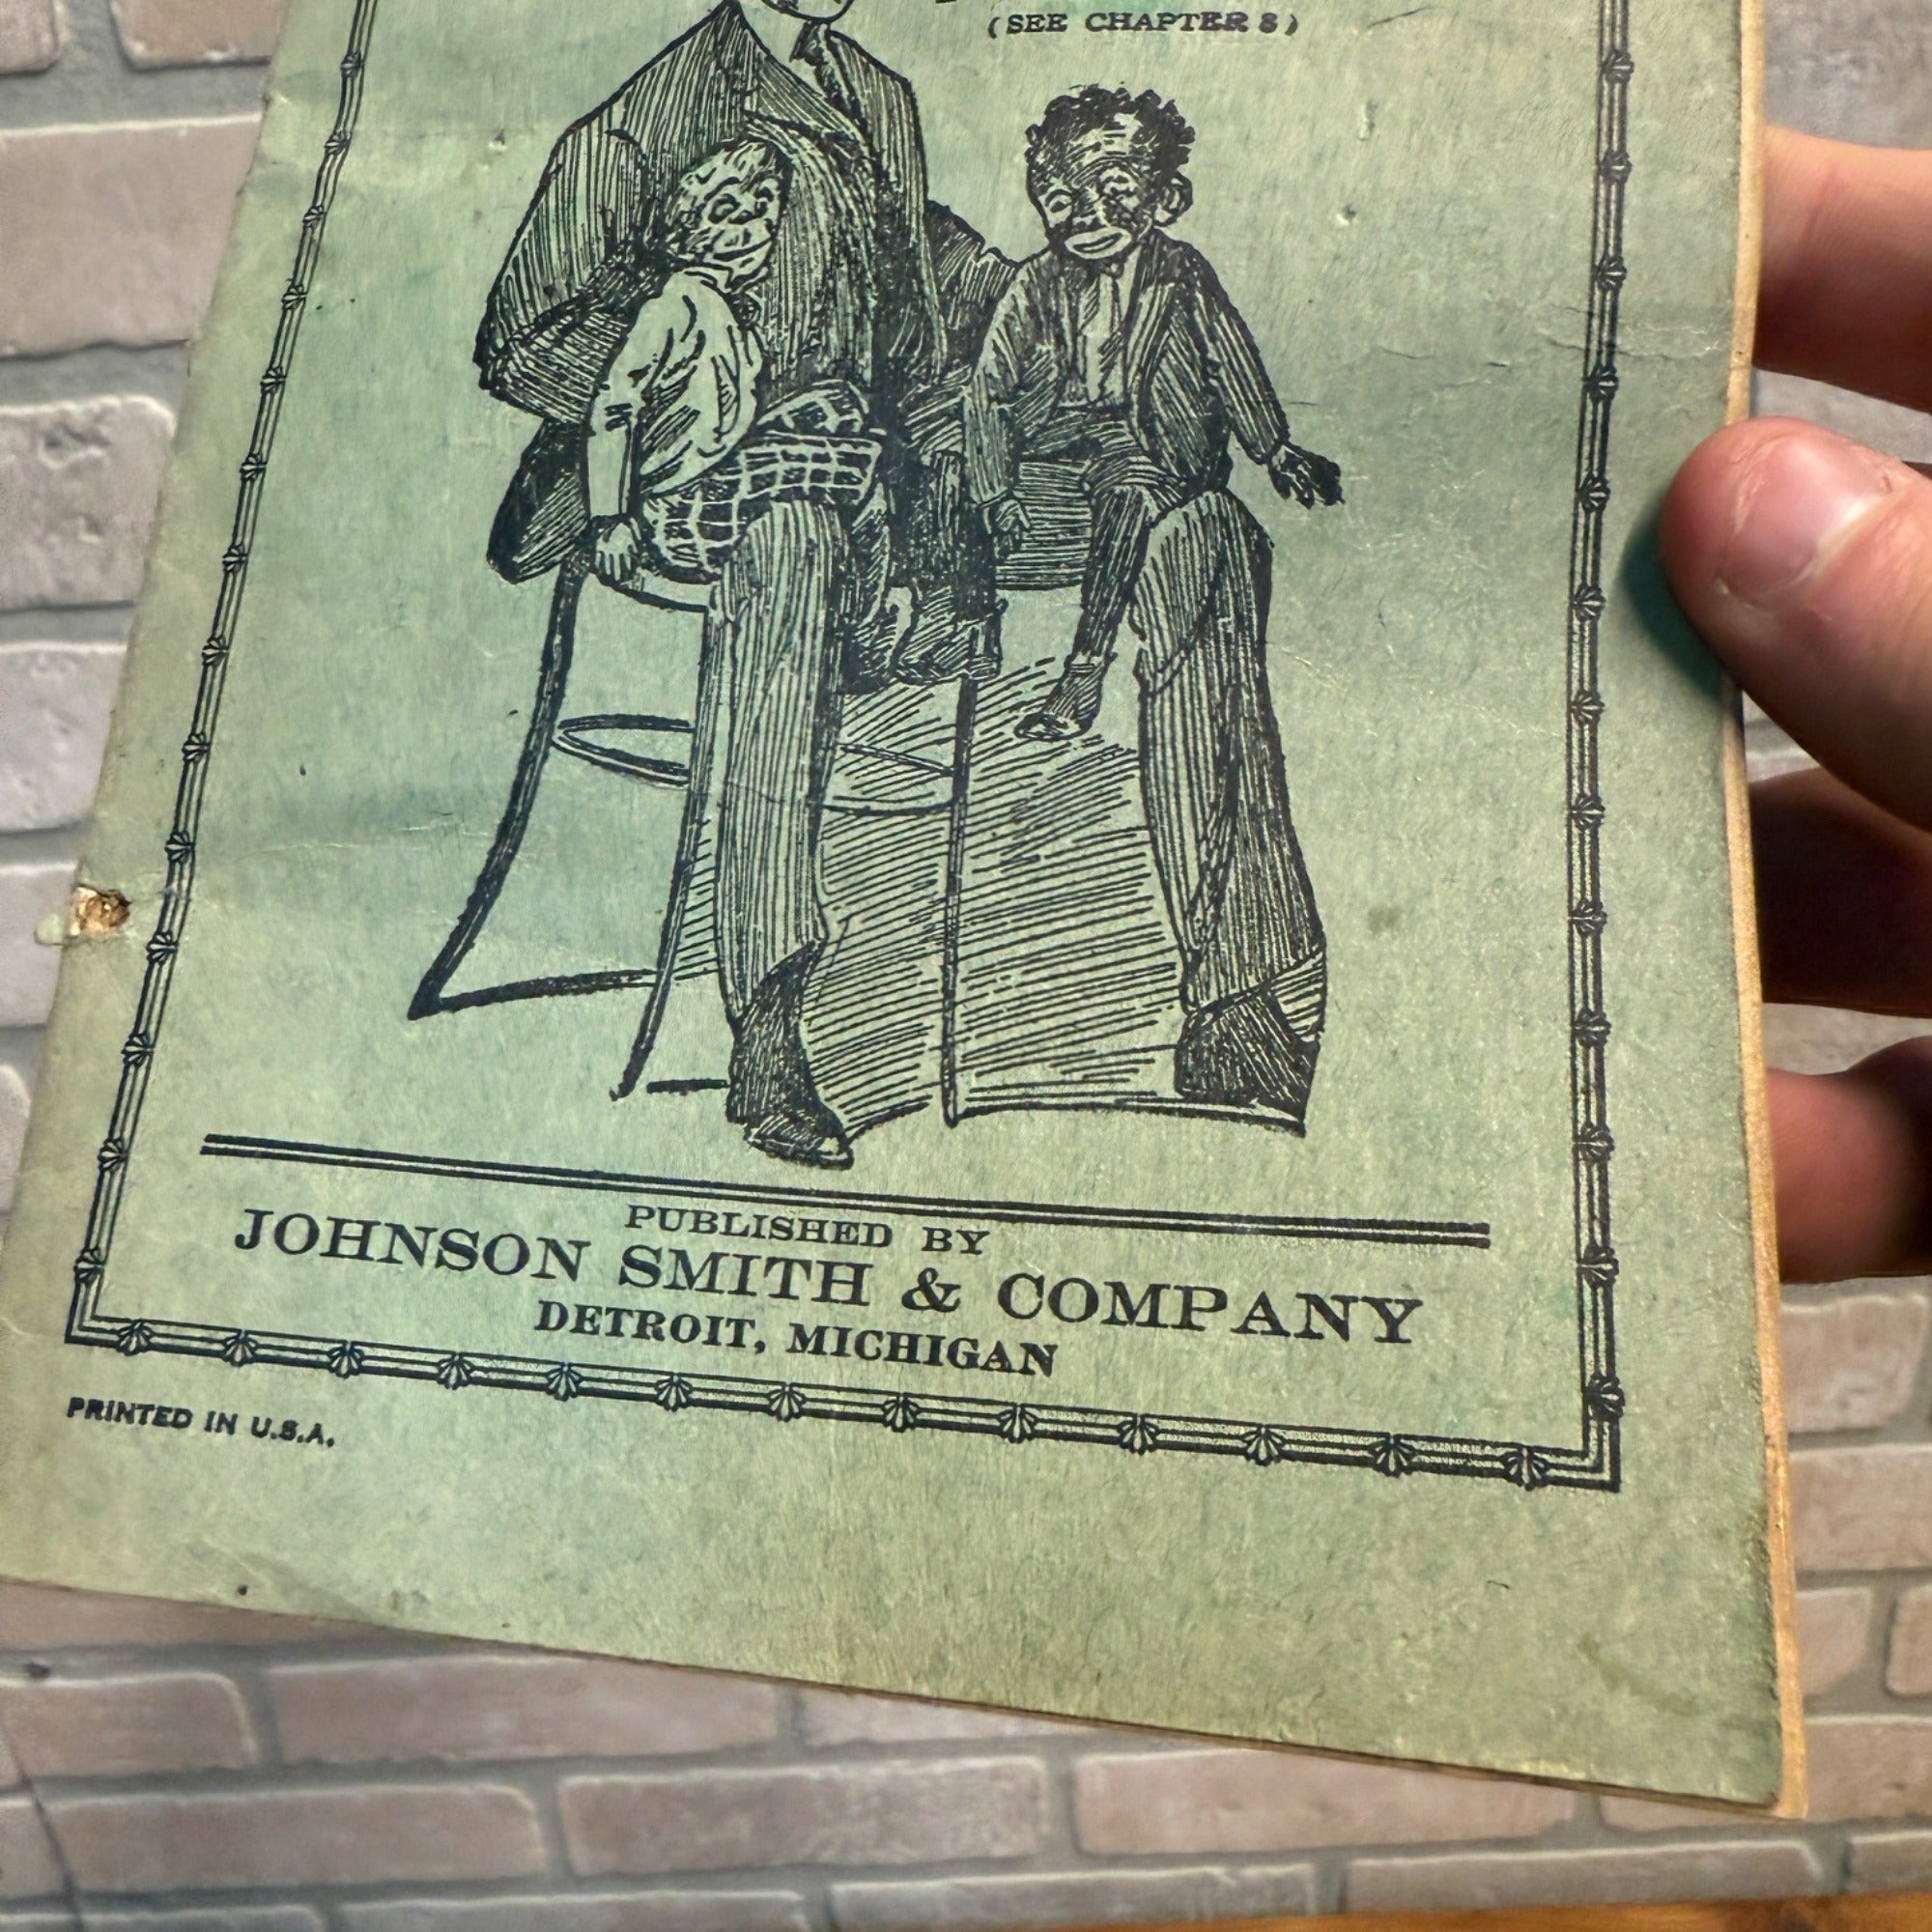 (SEE CHAPTER 8)
PUBLISHED BY
JOHNSON SMITH & COMPANY
DETROIT, MICHIGAN
PRINTED IN U.S.A.